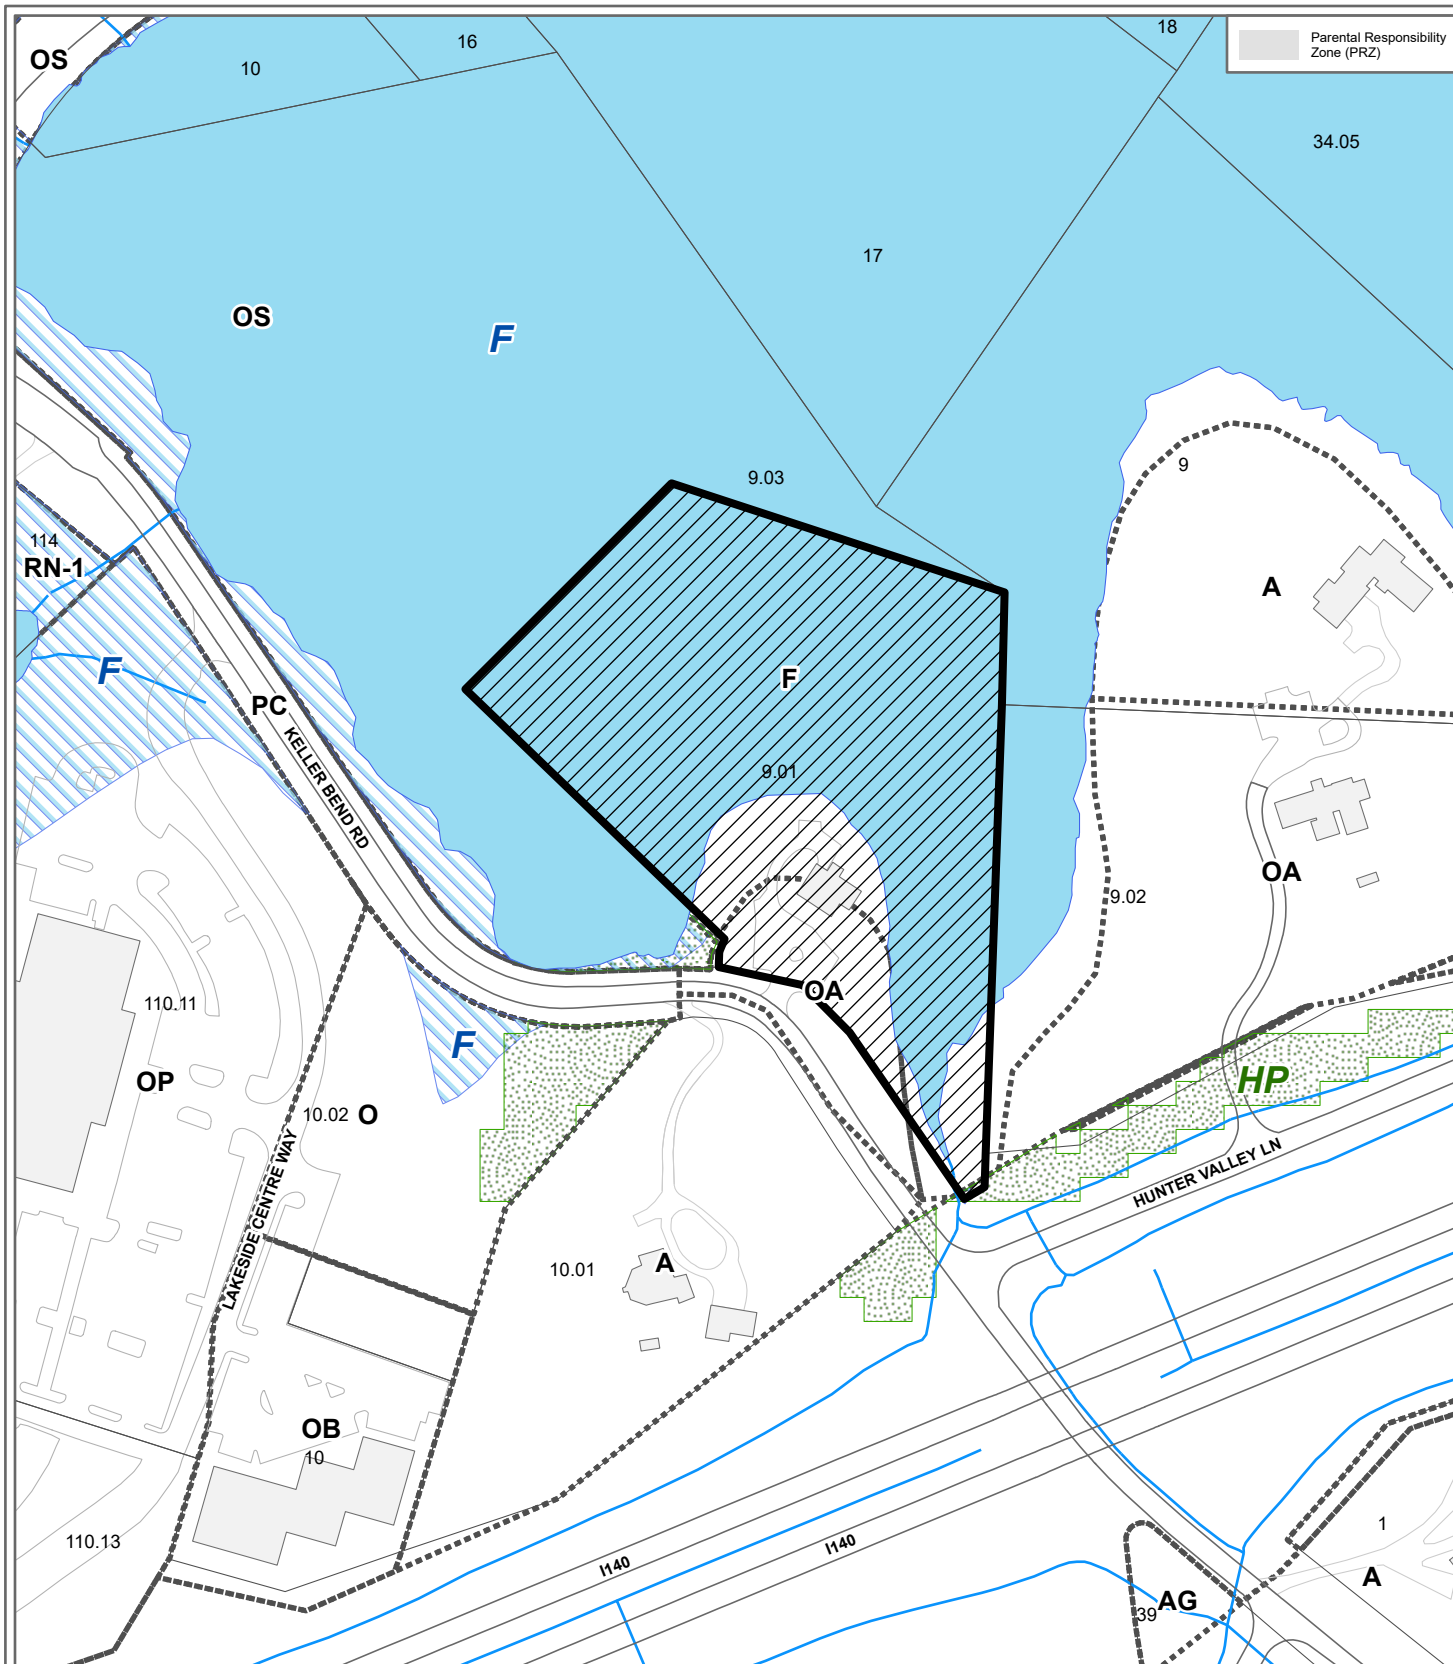 18
Parental Responsibility
Zone (PRZ)
16
OS
10
34.05
17
OS
F
9.03
9
114
RN-1
A
F
F
PC
KELLER BEND RD
9.01
OA
9.02
OA
110.11
F
OP
HP
10.02
O
HUNTER VALLEY LN
LAKESIDE CENTRE WAY
10.01
A
OB
10
1
110.13
I140
I140
A
AG
39